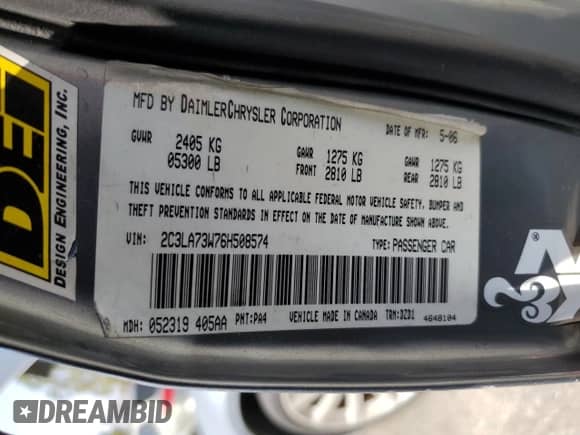 MFD BY DAIMLERCHRYSLER CORPORATION
DATE OF MFR: 5-06
GVWR 2405 KG 05300 LB
GAWR FRONT 1275 KG 2810 LB
GAWR REAR 1275 KG 2810 LB
THIS VEHICLE CONFORMS TO ALL APPLICABLE FEDERAL MOTOR VEHICLE SAFETY, BUMPER AND
THEFT PREVENTION STANDARDS IN EFFECT ON THE DATE OF MANUFACTURE SHOWN ABOVE.
VIN: 2C3LA73W76H508574 TYPE: PASSENGER CAR
MDH: 052319 405AA PNT: PA4 VEHICLE MADE IN CANADA TRM: DZD1 4648104
DEI
DESIGN ENGINEERING, INC.
DREAMBID